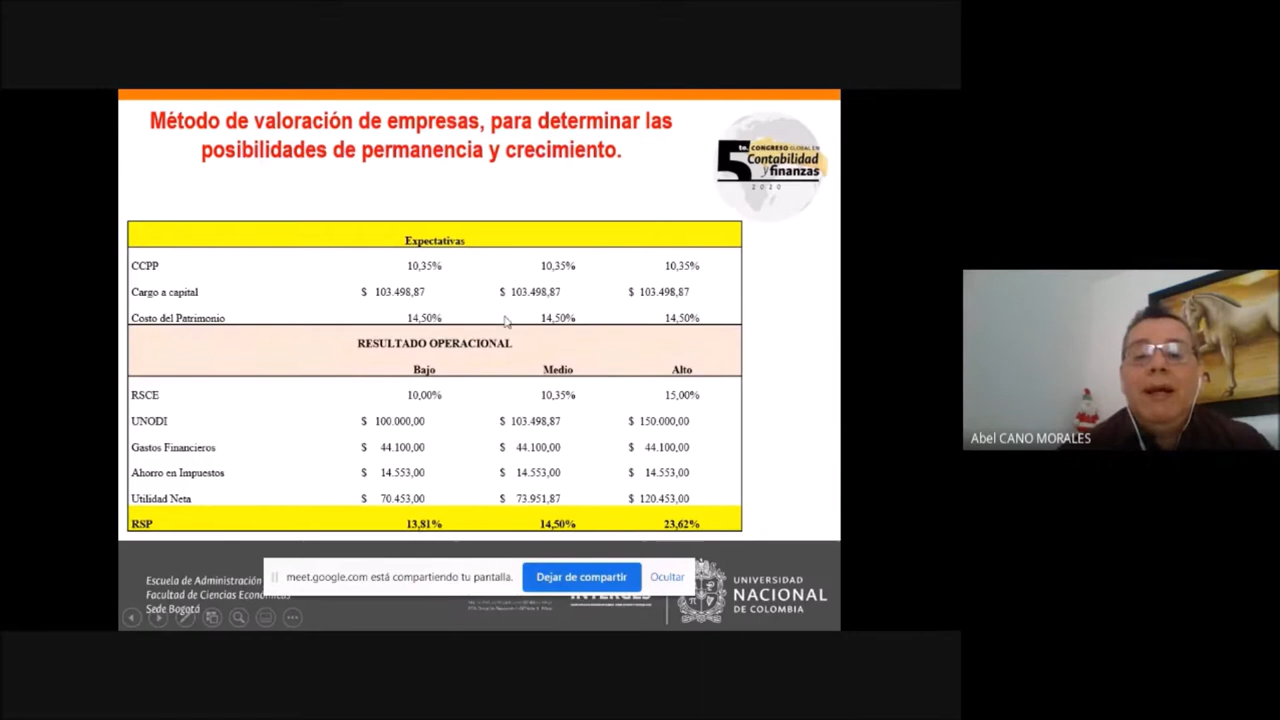 Método de valoración de empresas, para determinar las
posibilidades de permanencia y crecimiento.
5to. CONGRESO GLOBAL EN
Contabilidad
y finanzas
2020
Expectativas
CCPP 10,35% 10,35% 10,35%
Cargo a capital $ 103.498,87 $ 103.498,87 $ 103.498,87
Costo del Patrimonio 14,50% 14,50% 14,50%
RESULTADO OPERACIONAL
Bajo Medio Alto
RSCE 10,00% 10,35% 15,00%
UNODI $ 100.000,00 $ 103.498,87 $ 150.000,00
Gastos Financieros $ 44.100,00 $ 44.100,00 $ 44.100,00
Ahorro en Impuestos $ 14.553,00 $ 14.553,00 $ 14.553,00
Utilidad Neta $ 70.453,00 $ 73.951,87 $ 120.453,00
RSP 13,81% 14,50% 23,62%
Abel CANO MORALES
meet.google.com está compartiendo tu pantalla. Dejar de compartir Ocultar
Escuela de Administración
Facultad de Ciencias Económicas
Sede Bogotá
INTERGES
UNIVERSIDAD
NACIONAL
DE COLOMBIA